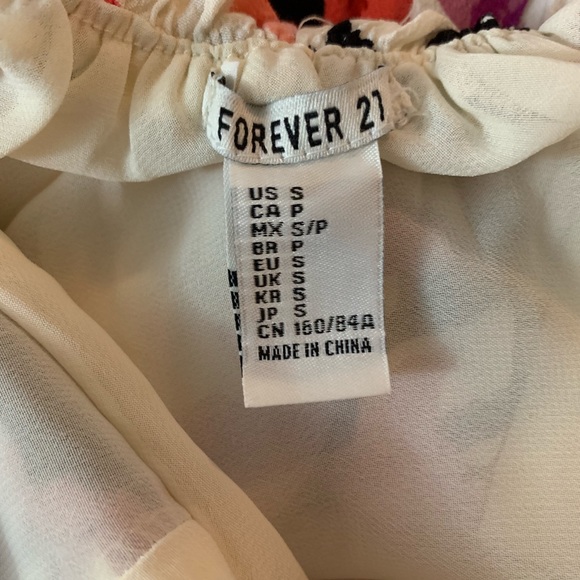 FOREVER 21
US S
CA P
MX S/P
BR P
EU S
UK S
KR S
JP S
CN 160/84A
MADE IN CHINA